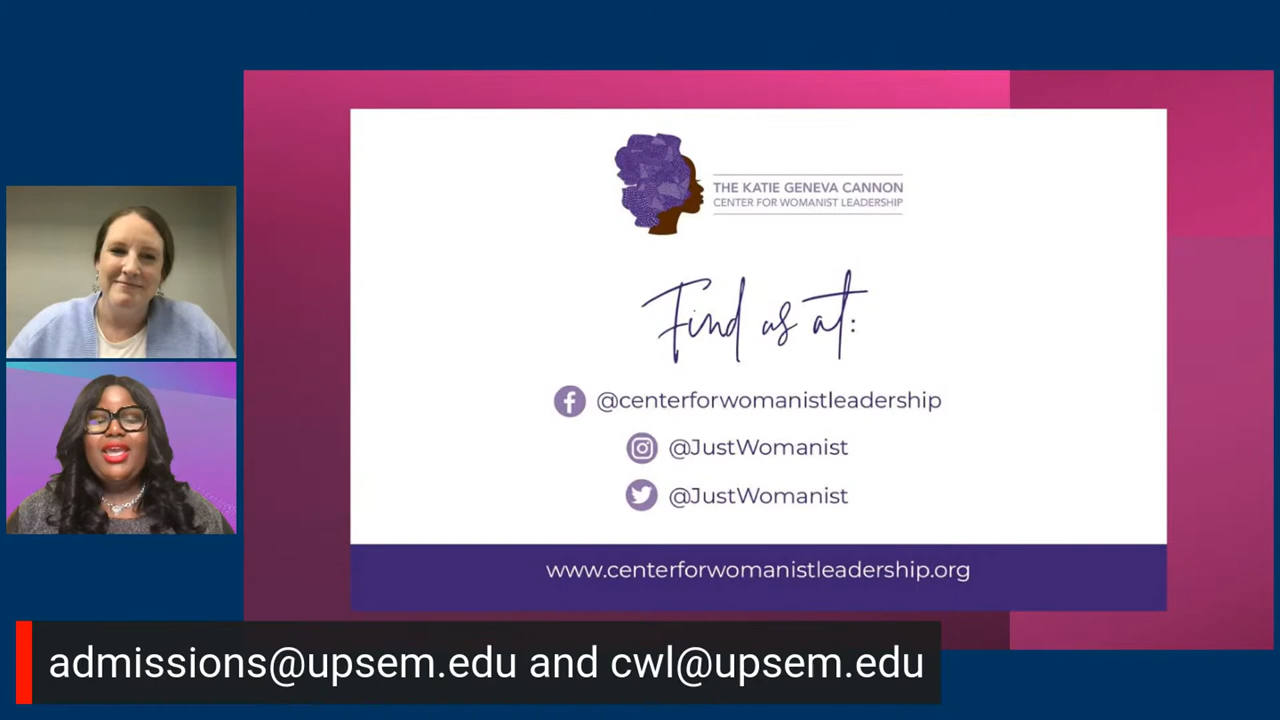 THE KATIE GENEVA CANNON
CENTER FOR WOMANIST LEADERSHIP
Find us at:
@centerforwomanistleadership
@JustWomanist
@JustWomanist
www.centerforwomanistleadership.org
admissions@upsem.edu and cwl@upsem.edu